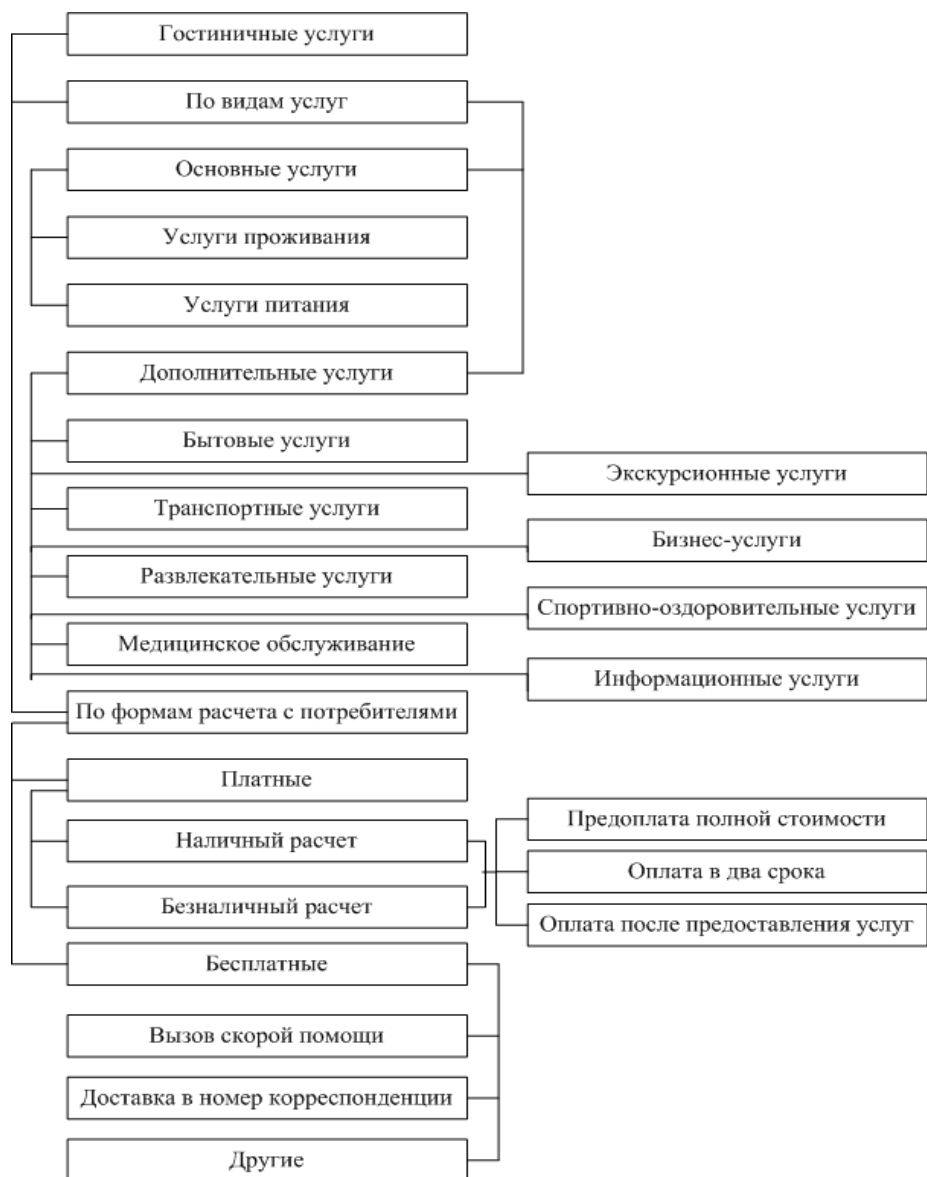 Гостиничные услуги
По видам услуг
Основные услуги
Услуги проживания
Услуги питания
Дополнительные услуги
Бытовые услуги
Экскурсионные услуги
Транспортные услуги
Бизнес-услуги
Развлекательные услуги
Спортивно-оздоровительные услуги
Медицинское обслуживание
Информационные услуги
По формам расчета с потребителями
Платные
Наличный расчет
Безналичный расчет
Предоплата полной стоимости
Оплата в два срока
Оплата после предоставления услуг
Бесплатные
Вызов скорой помощи
Доставка в номер корреспонденции
Другие